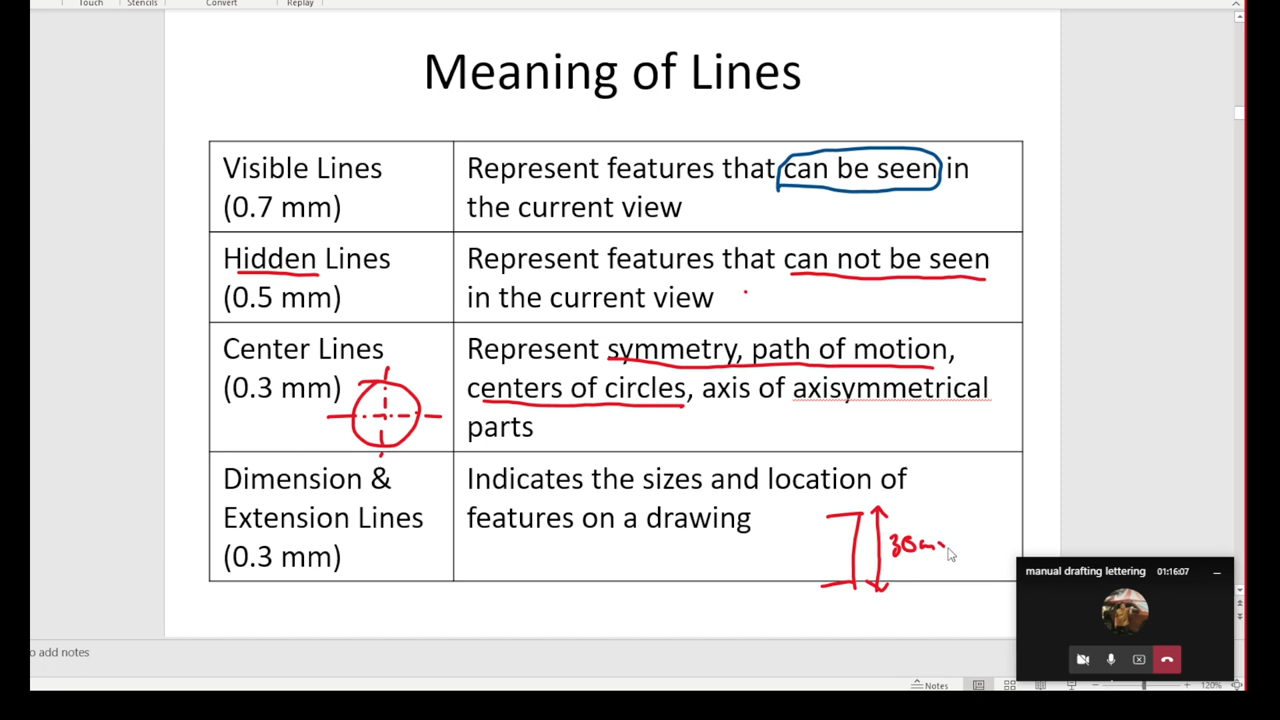 Touch Stencils Convert Replay
Meaning of Lines
Visible Lines
(0.7 mm)
Represent features that can be seen in
the current view
Hidden Lines
(0.5 mm)
Represent features that can not be seen
in the current view
Center Lines
(0.3 mm)
Represent symmetry, path of motion,
centers of circles, axis of axisymmetrical
parts
Dimension &
Extension Lines
(0.3 mm)
Indicates the sizes and location of
features on a drawing
manual drafting lettering 01:16:07
o add notes
Notes
120%